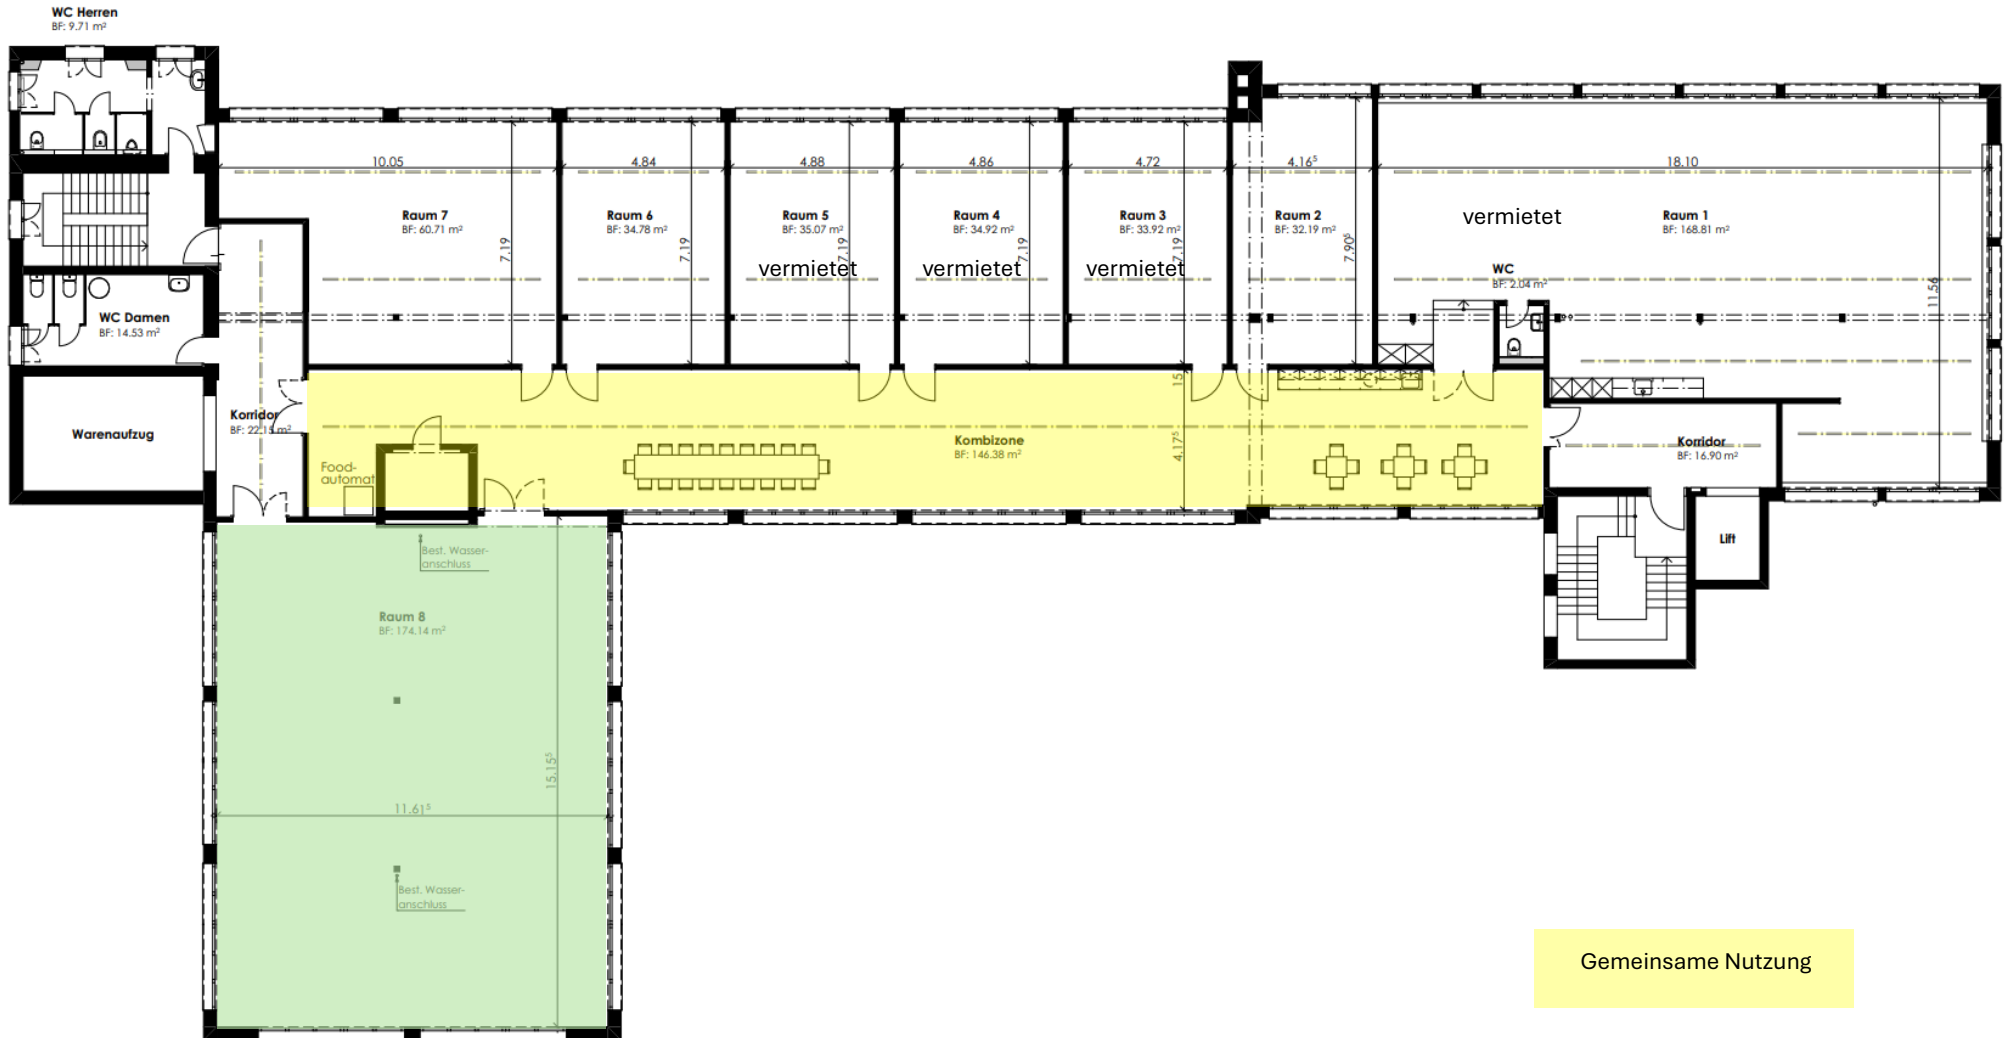 WC Herren
BF: 9.71 m²
10.05
4.84
4.88
4.86
4.72
4.16⁵
18.10
Raum 7
BF: 60.71 m²
7.19
Raum 6
BF: 34.78 m²
7.19
Raum 5
BF: 35.07 m²
7.19
vermietet
Raum 4
BF: 34.92 m²
7.19
vermietet
Raum 3
BF: 33.92 m²
7.19
vermietet
Raum 2
BF: 32.19 m²
7.90⁵
vermietet
Raum 1
BF: 168.81 m²
11.56
WC
BF: 2.04 m²
WC Damen
BF: 14.53 m²
Warenaufzug
Korridor
BF: 22.15 m²
Food-
automat
Kombizone
BF: 146.38 m²
15
4.17⁵
Korridor
BF: 16.90 m²
Lift
Best. Wasser-
anschluss
Raum 8
BF: 174.14 m²
15.15⁵
11.61⁵
Best. Wasser-
anschluss
Gemeinsame Nutzung